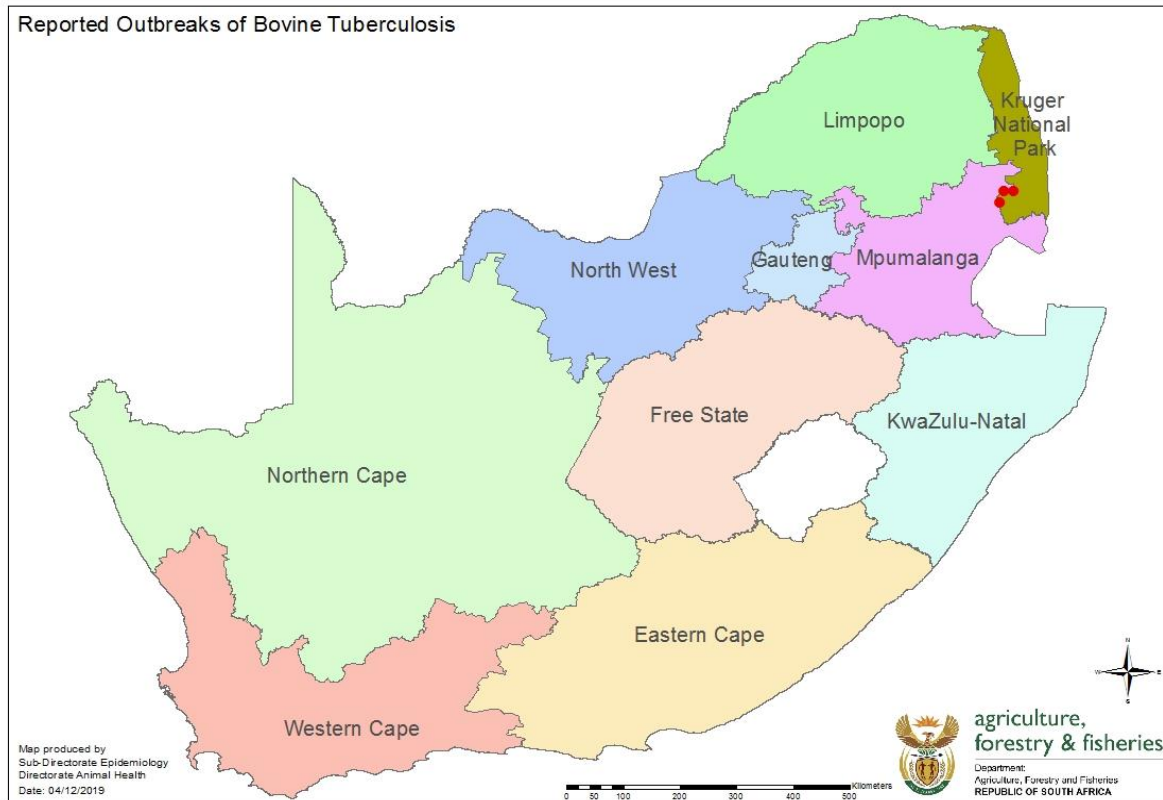 Reported Outbreaks of Bovine Tuberculosis
Limpopo
Kruger
National
Park
North West
Gauteng
Mpumalanga
Free State
KwaZulu-Natal
Northern Cape
Eastern Cape
Western Cape
N
W
E
S
Map produced by
Sub-Directorate Epidemiology
Directorate Animal Health
Date: 04/12/2019
Kilometers
0 50 100 200 300 400 500
agriculture,
forestry & fisheries
Department:
Agriculture, Forestry and Fisheries
REPUBLIC OF SOUTH AFRICA